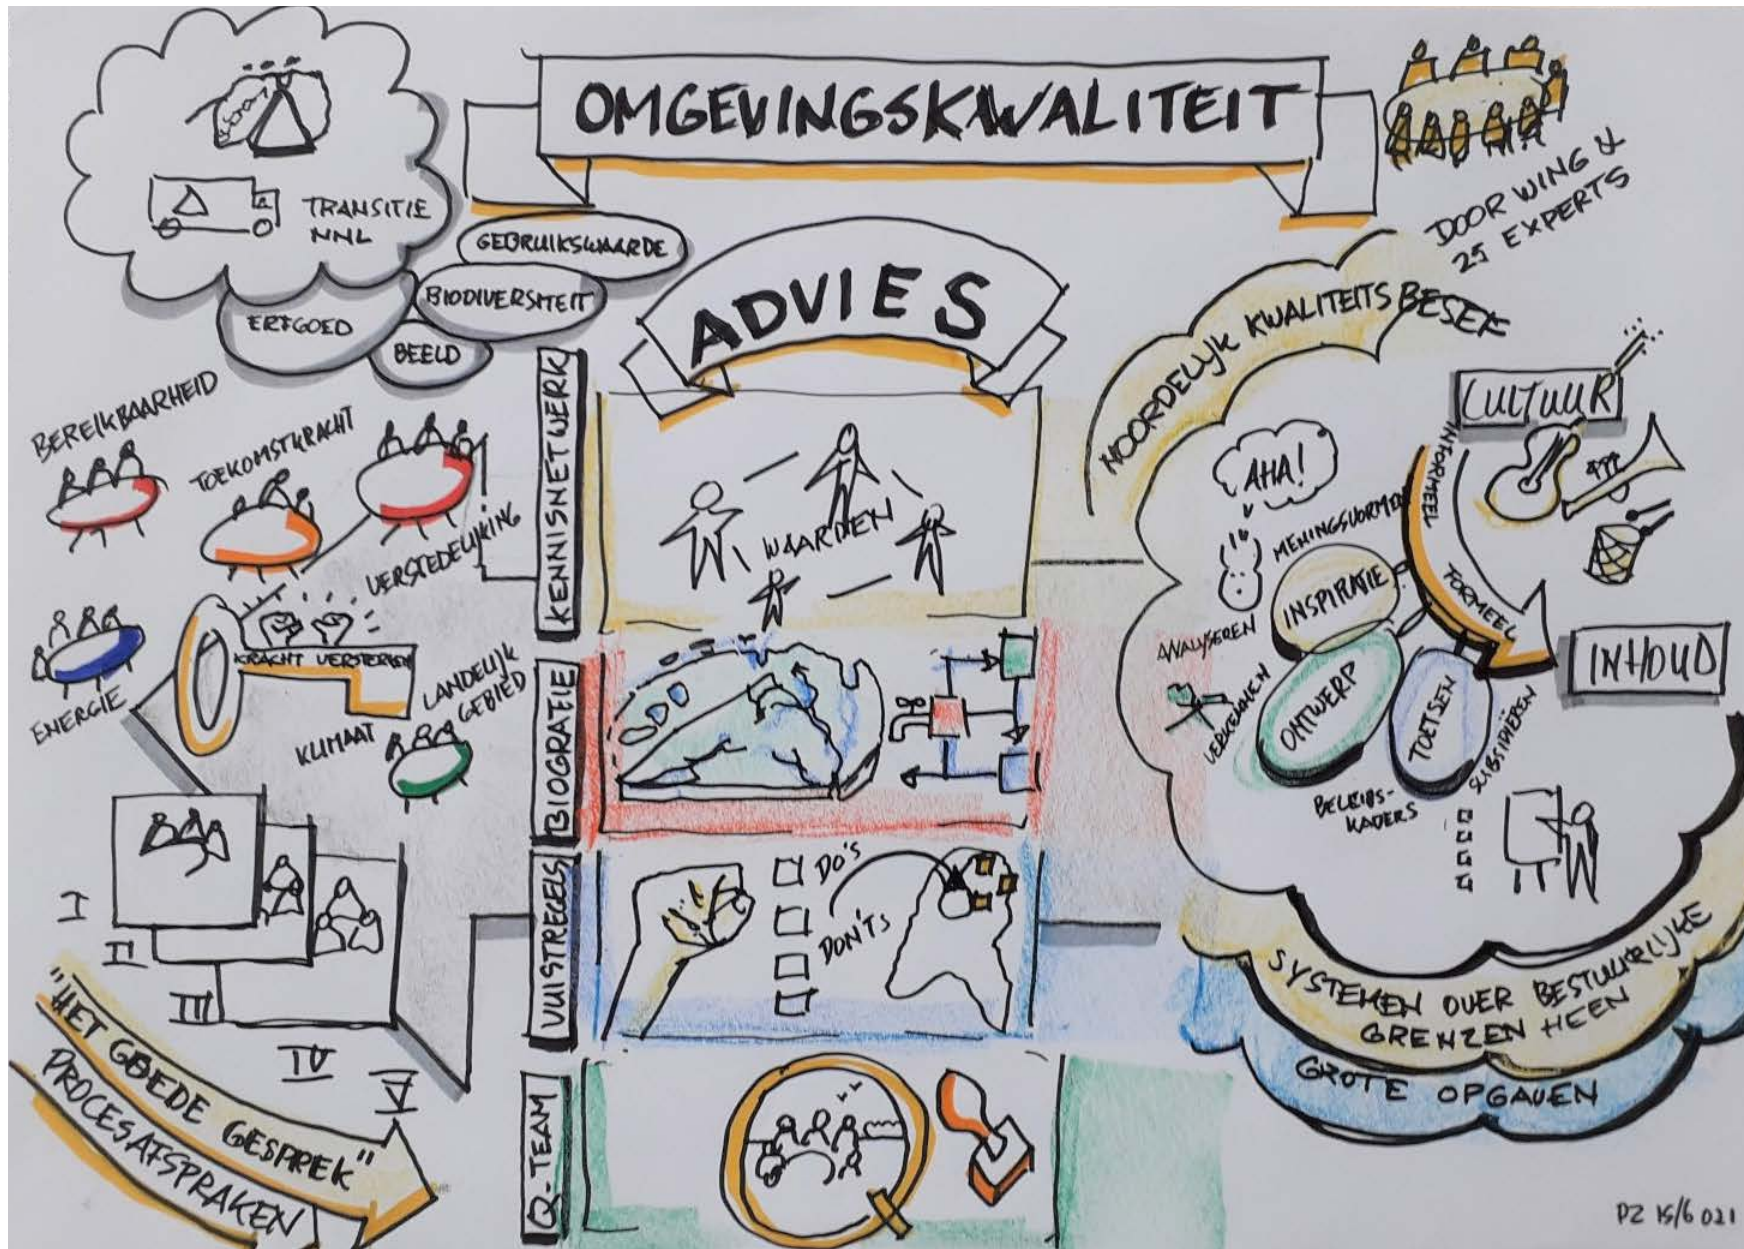 OMGEVINGSKWALITEIT
DOOR WING &
25 EXPERTS
TRANSITIE
NNL
GEBRUIKSWAARDE
BIODIVERSITEIT
ERFGOED
BEELD
ADVIES
BEREIKBAARHEID
TOEKOMSTKRACHT
VERSTEDELIJKING
ENERGIE
KRACHT VERSTERKEN
KLIMAAT
LANDELIJK
GEBIED
I
II
III
IV
V
"HET GOEDE GESPREK"
PROCESAFSPRAKEN
KENNISNETWERK
WAARDEN
BIOGRAFIE
VUISTREGELS
DO'S
DON'TS
Q-TEAM
NOORDELIJK KWALITEITSBESEF
CULTUUR
INFORMEEL
FORMEEL
INHOUD
AHA!
MENINGSVORMEN
INSPIRATIE
ANALYSEREN
VERKENNEN
ONTWERP
TOETSEN
SUBSIDIËREN
BELEIDS-
KADERS
SYSTEMEN OVER BESTUURLIJKE
GRENZEN HEEN
GROTE OPGAVEN
PZ 15/6 021